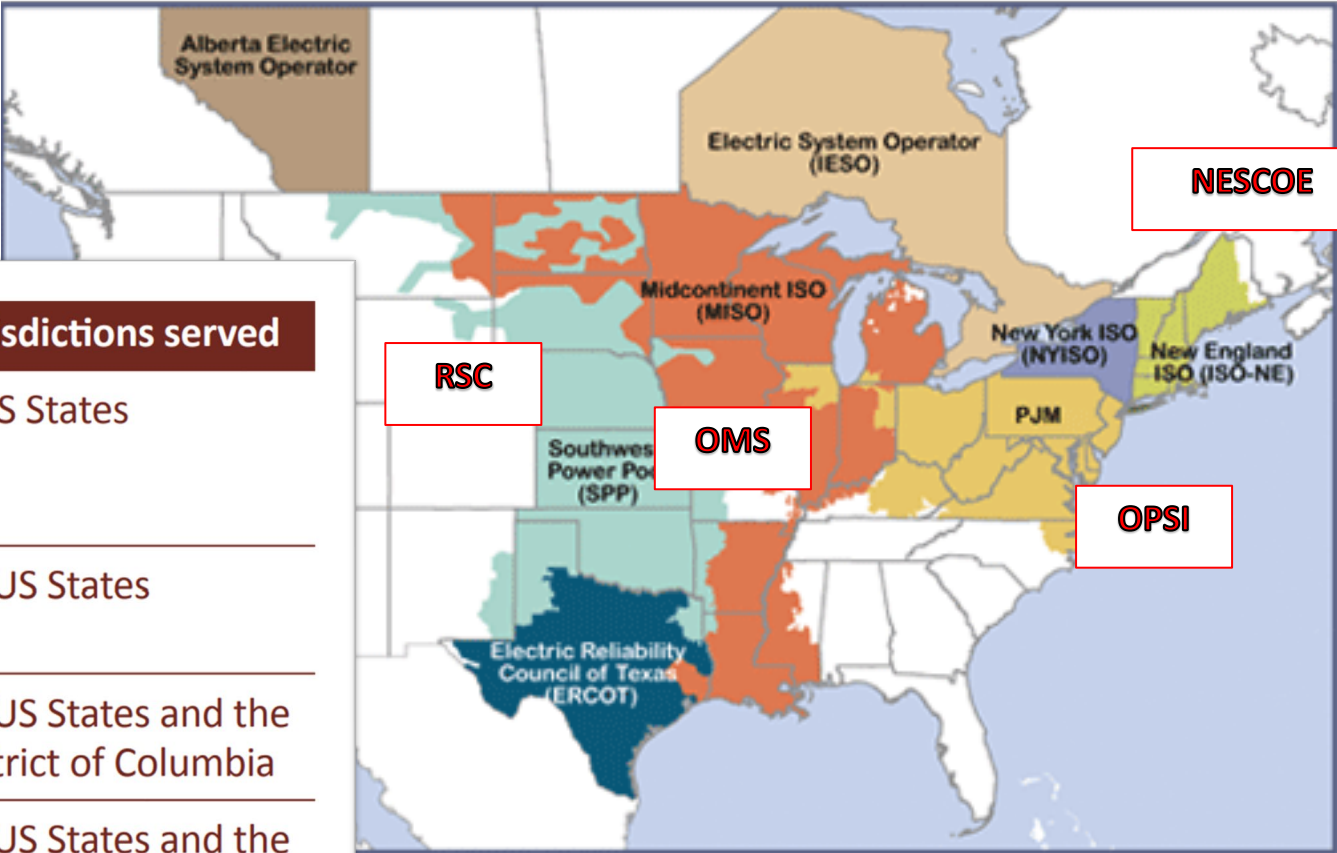 Alberta Electric
System Operator
Electric System Operator
(IESO)
NESCOE
Midcontinent ISO
(MISO)
New York ISO
(NYISO)
New England
ISO (ISO-NE)
RSC
OMS
PJM
Southwes
Power Poo
(SPP)
OPSI
Electric Reliability
Council of Texas
(ERCOT)
sdictions served
S States
US States
US States and the
trict of Columbia
US States and the